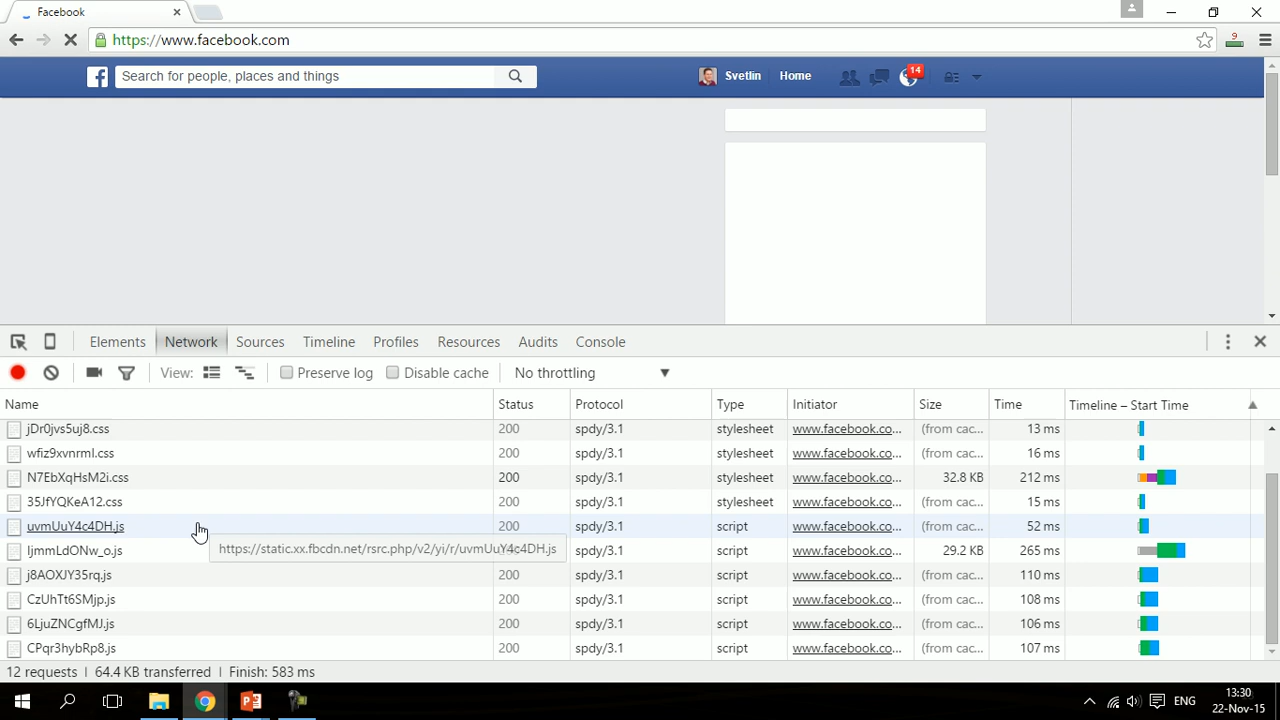 Facebook
https://www.facebook.com
9
f Search for people, places and things Svetlin Home 14
Elements Network Sources Timeline Profiles Resources Audits Console
View: Preserve log Disable cache No throttling
Name Status Protocol Type Initiator Size Time Timeline – Start Time
jDr0jvs5uj8.css 200 spdy/3.1 stylesheet www.facebook.co... (from cac... 13 ms
wfiz9xvnrmI.css 200 spdy/3.1 stylesheet www.facebook.co... (from cac... 16 ms
N7EbXqHsM2i.css 200 spdy/3.1 stylesheet www.facebook.co... 32.8 KB 212 ms
35JfYQKeA12.css 200 spdy/3.1 stylesheet www.facebook.co... (from cac... 15 ms
uvmUuY4c4DH.js 200 spdy/3.1 script www.facebook.co... (from cac... 52 ms
https://static.xx.fbcdn.net/rsrc.php/v2/yi/r/uvmUuY4c4DH.js
IjmmLdONw_o.js 200 spdy/3.1 script www.facebook.co... 29.2 KB 265 ms
j8AOXJY35rq.js 200 spdy/3.1 script www.facebook.co... (from cac... 110 ms
CzUhTt6SMjp.js 200 spdy/3.1 script www.facebook.co... (from cac... 108 ms
6LjuZNCgfMJ.js 200 spdy/3.1 script www.facebook.co... (from cac... 106 ms
CPqr3hybRp8.js 200 spdy/3.1 script www.facebook.co... (from cac... 107 ms
12 requests | 64.4 KB transferred | Finish: 583 ms
ENG 13:30
22-Nov-15